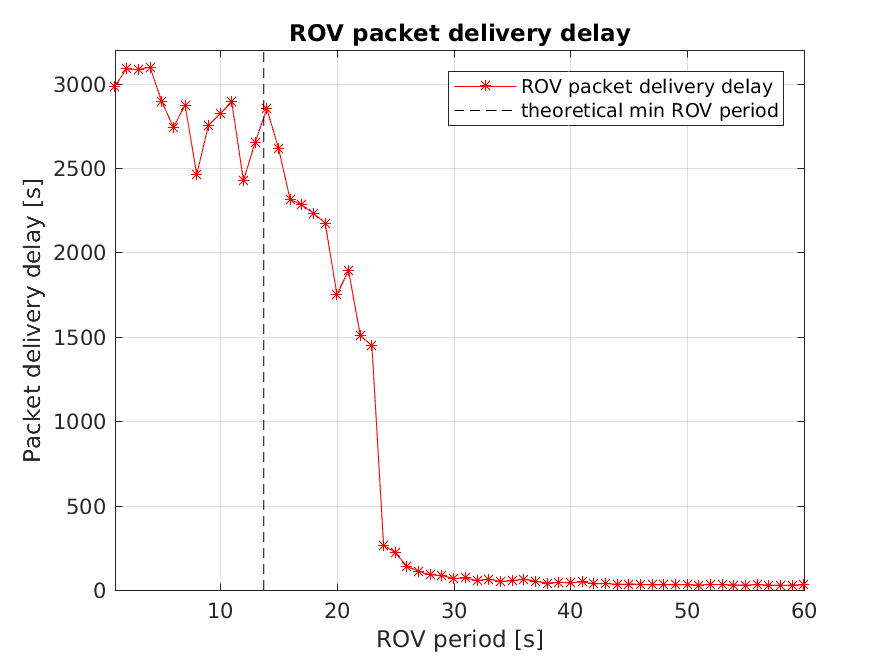 ROV packet delivery delay
3000
2500
2000
1500
1000
500
0
Packet delivery delay [s]
ROV packet delivery delay
theoretical min ROV period
10 20 30 40 50 60
ROV period [s]